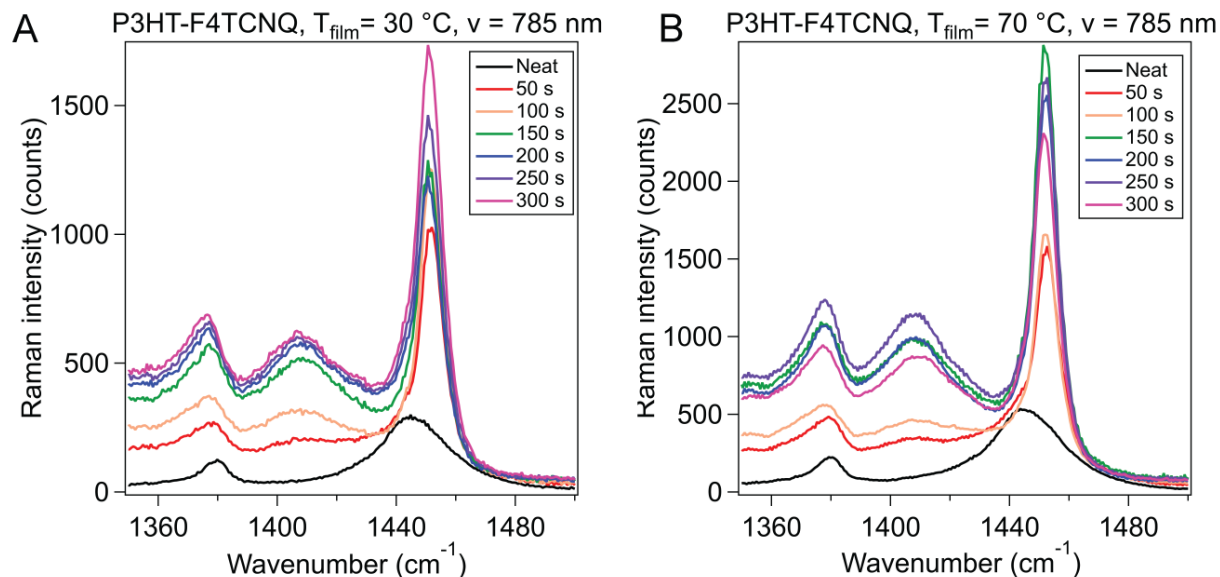 A
P3HT-F4TCNQ, Tfilm= 30 °C, v = 785 nm
Raman intensity (counts)
1500
1000
500
0
Neat
50 s
100 s
150 s
200 s
250 s
300 s
1360
1400
1440
1480
Wavenumber (cm⁻¹)
B
P3HT-F4TCNQ, Tfilm= 70 °C, v = 785 nm
Raman intensity (counts)
2500
2000
1500
1000
500
0
Neat
50 s
100 s
150 s
200 s
250 s
300 s
1360
1400
1440
1480
Wavenumber (cm⁻¹)